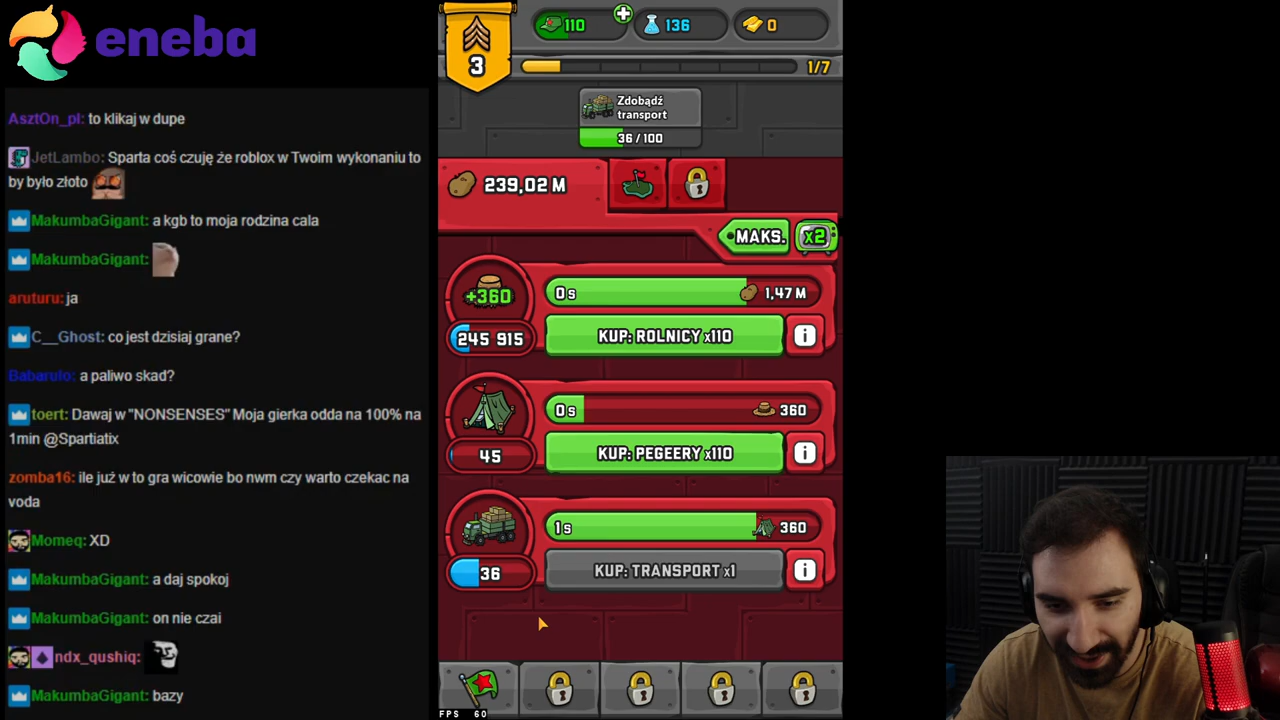 eneba
AsztOn_pl: to klikaj w dupe
JetLambo: Sparta coś czuję że roblox w Twoim wykonaniu to
by było złoto
MakumbaGigant: a kgb to moja rodzina cala
MakumbaGigant:
aruturu: ja
C__Ghost: co jest dzisiaj grane?
Babarulo: a paliwo skad?
toert: Dawaj w "NONSENSES" Moja gierka odda na 100% na
1min @Spartiatix
zomba16: ile już w to gra wicowie bo nwm czy warto czekac na
voda
Momeq: XD
MakumbaGigant: a daj spokoj
MakumbaGigant: on nie czai
ndx_qushiq:
MakumbaGigant: bazy
110
136
0
3
1/7
Zdobądź
transport
36 / 100
239,02 M
MAKS.
x2
+360
0s
1,47 M
245 915
KUP: ROLNICY x110
i
0s
360
45
KUP: PEGEERY x110
i
1s
360
36
KUP: TRANSPORT x1
i
FPS 60